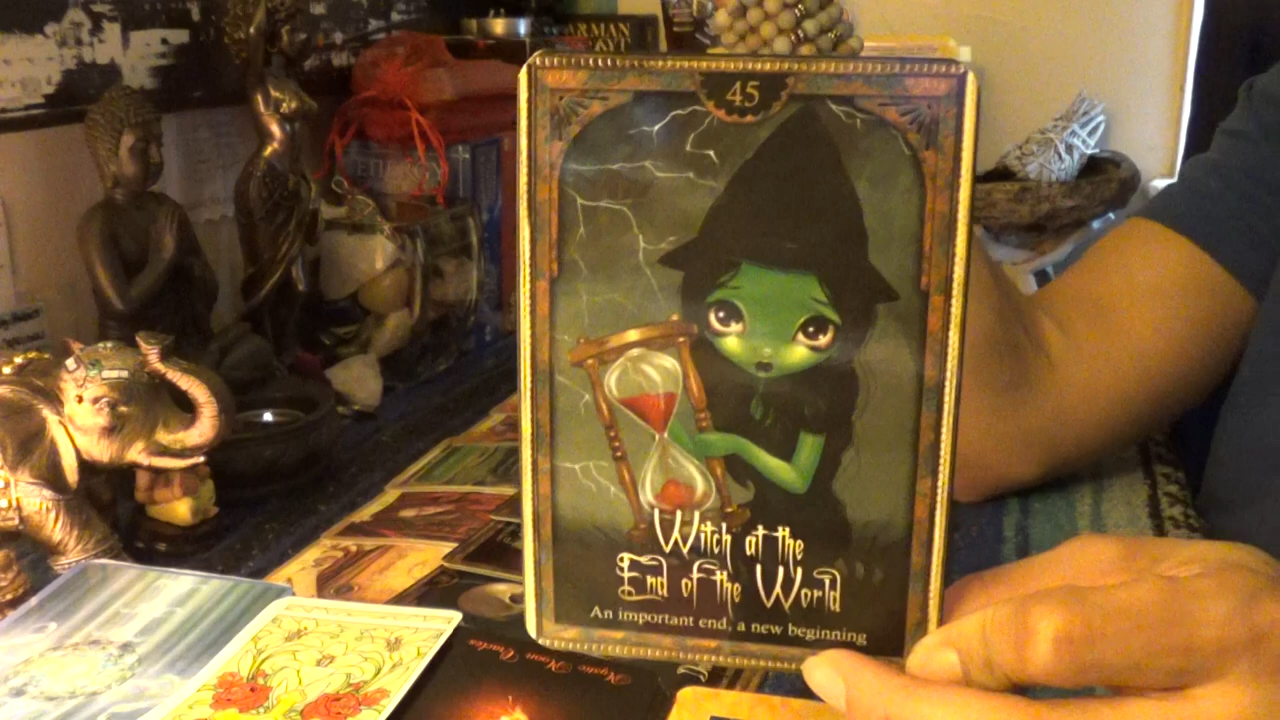 45
Witch at the
End of the World
An important end, a new beginning